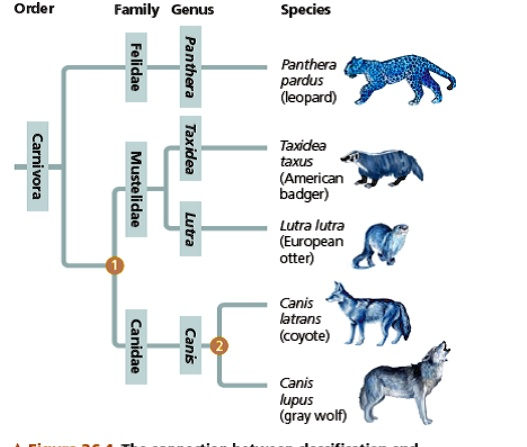 Order Family Genus Species
Carnivora
Felidae
Panthera
Panthera
pardus
(leopard)
Mustelidae
Taxidea
Taxidea
taxus
(American
badger)
Lutra
Lutra lutra
(European
otter)
1
Canidae
Canis
2
Canis
latrans
(coyote)
Canis
lupus
(gray wolf)